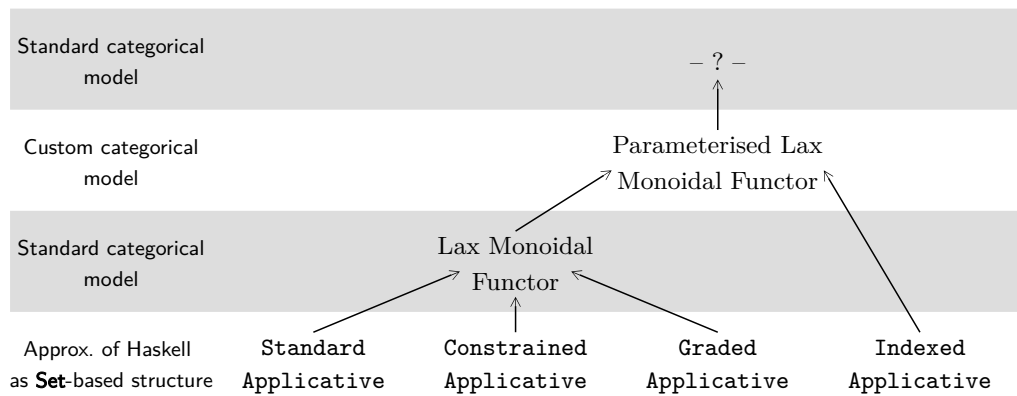 Standard categorical
model
– ? –
Custom categorical
model
Parameterised Lax
Monoidal Functor
Standard categorical
model
Lax Monoidal
Functor
Approx. of Haskell
as Set-based structure
Standard
Applicative
Constrained
Applicative
Graded
Applicative
Indexed
Applicative